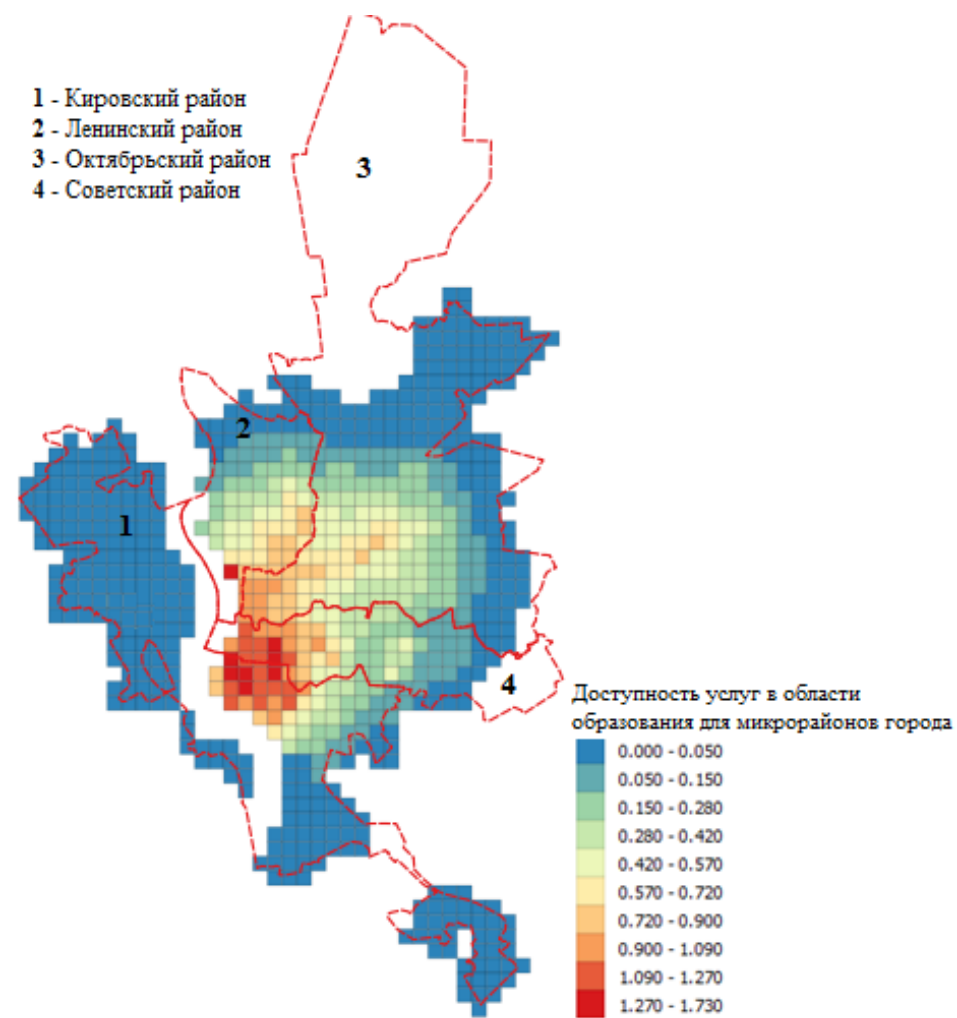 1 - Кировский район
2 - Ленинский район
3 - Октябрьский район
4 - Советский район
3
2
1
4
Доступность услуг в области
образования для микрорайонов города
0.000 - 0.050
0.050 - 0.150
0.150 - 0.280
0.280 - 0.420
0.420 - 0.570
0.570 - 0.720
0.720 - 0.900
0.900 - 1.090
1.090 - 1.270
1.270 - 1.730